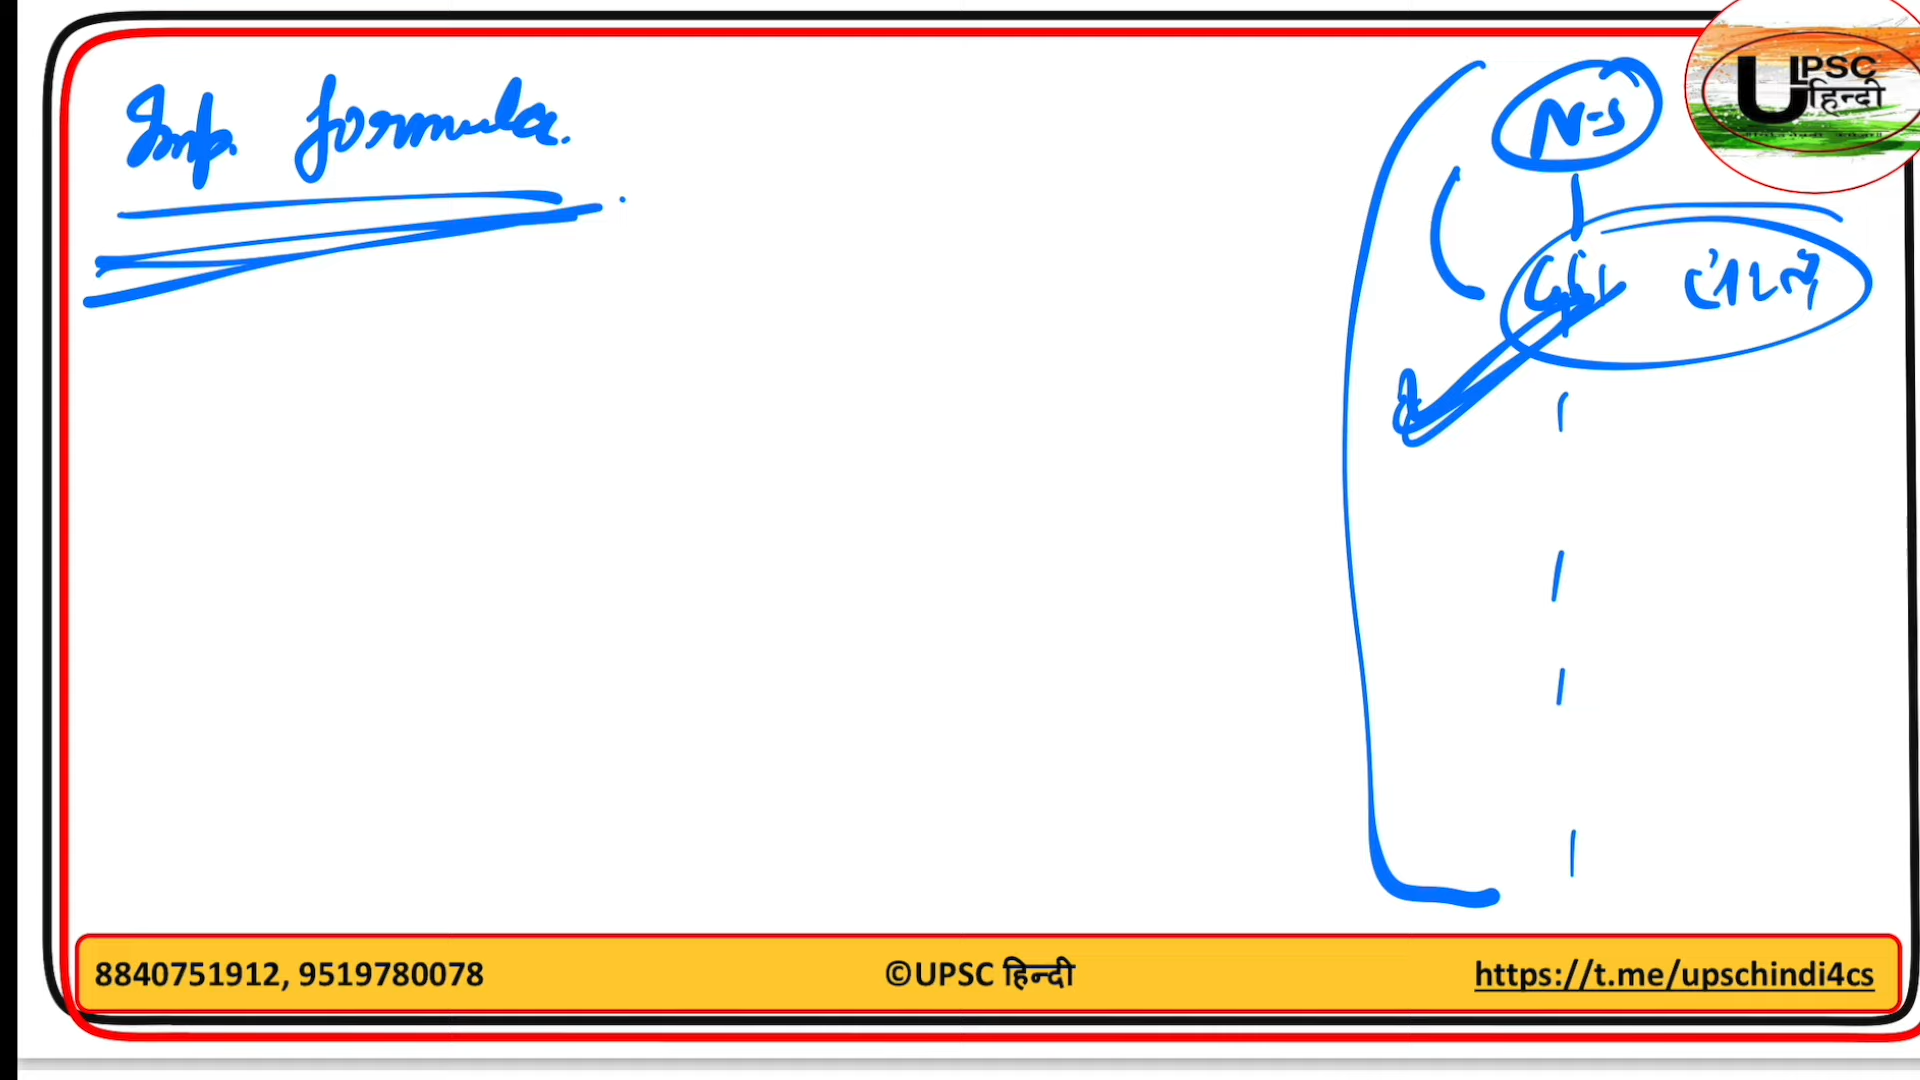 Imp. formula.
N-S
UPSC
हिन्दी
8840751912, 9519780078
©UPSC हिन्दी
https://t.me/upschindi4cs